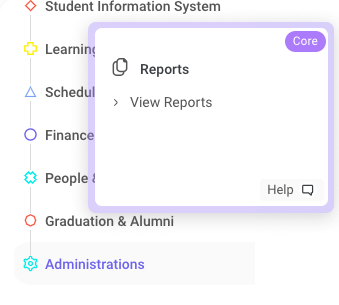 Student Information System
Core
Learning
Reports
Schedul
View Reports
Finance
People &
Help
Graduation & Alumni
Administrations